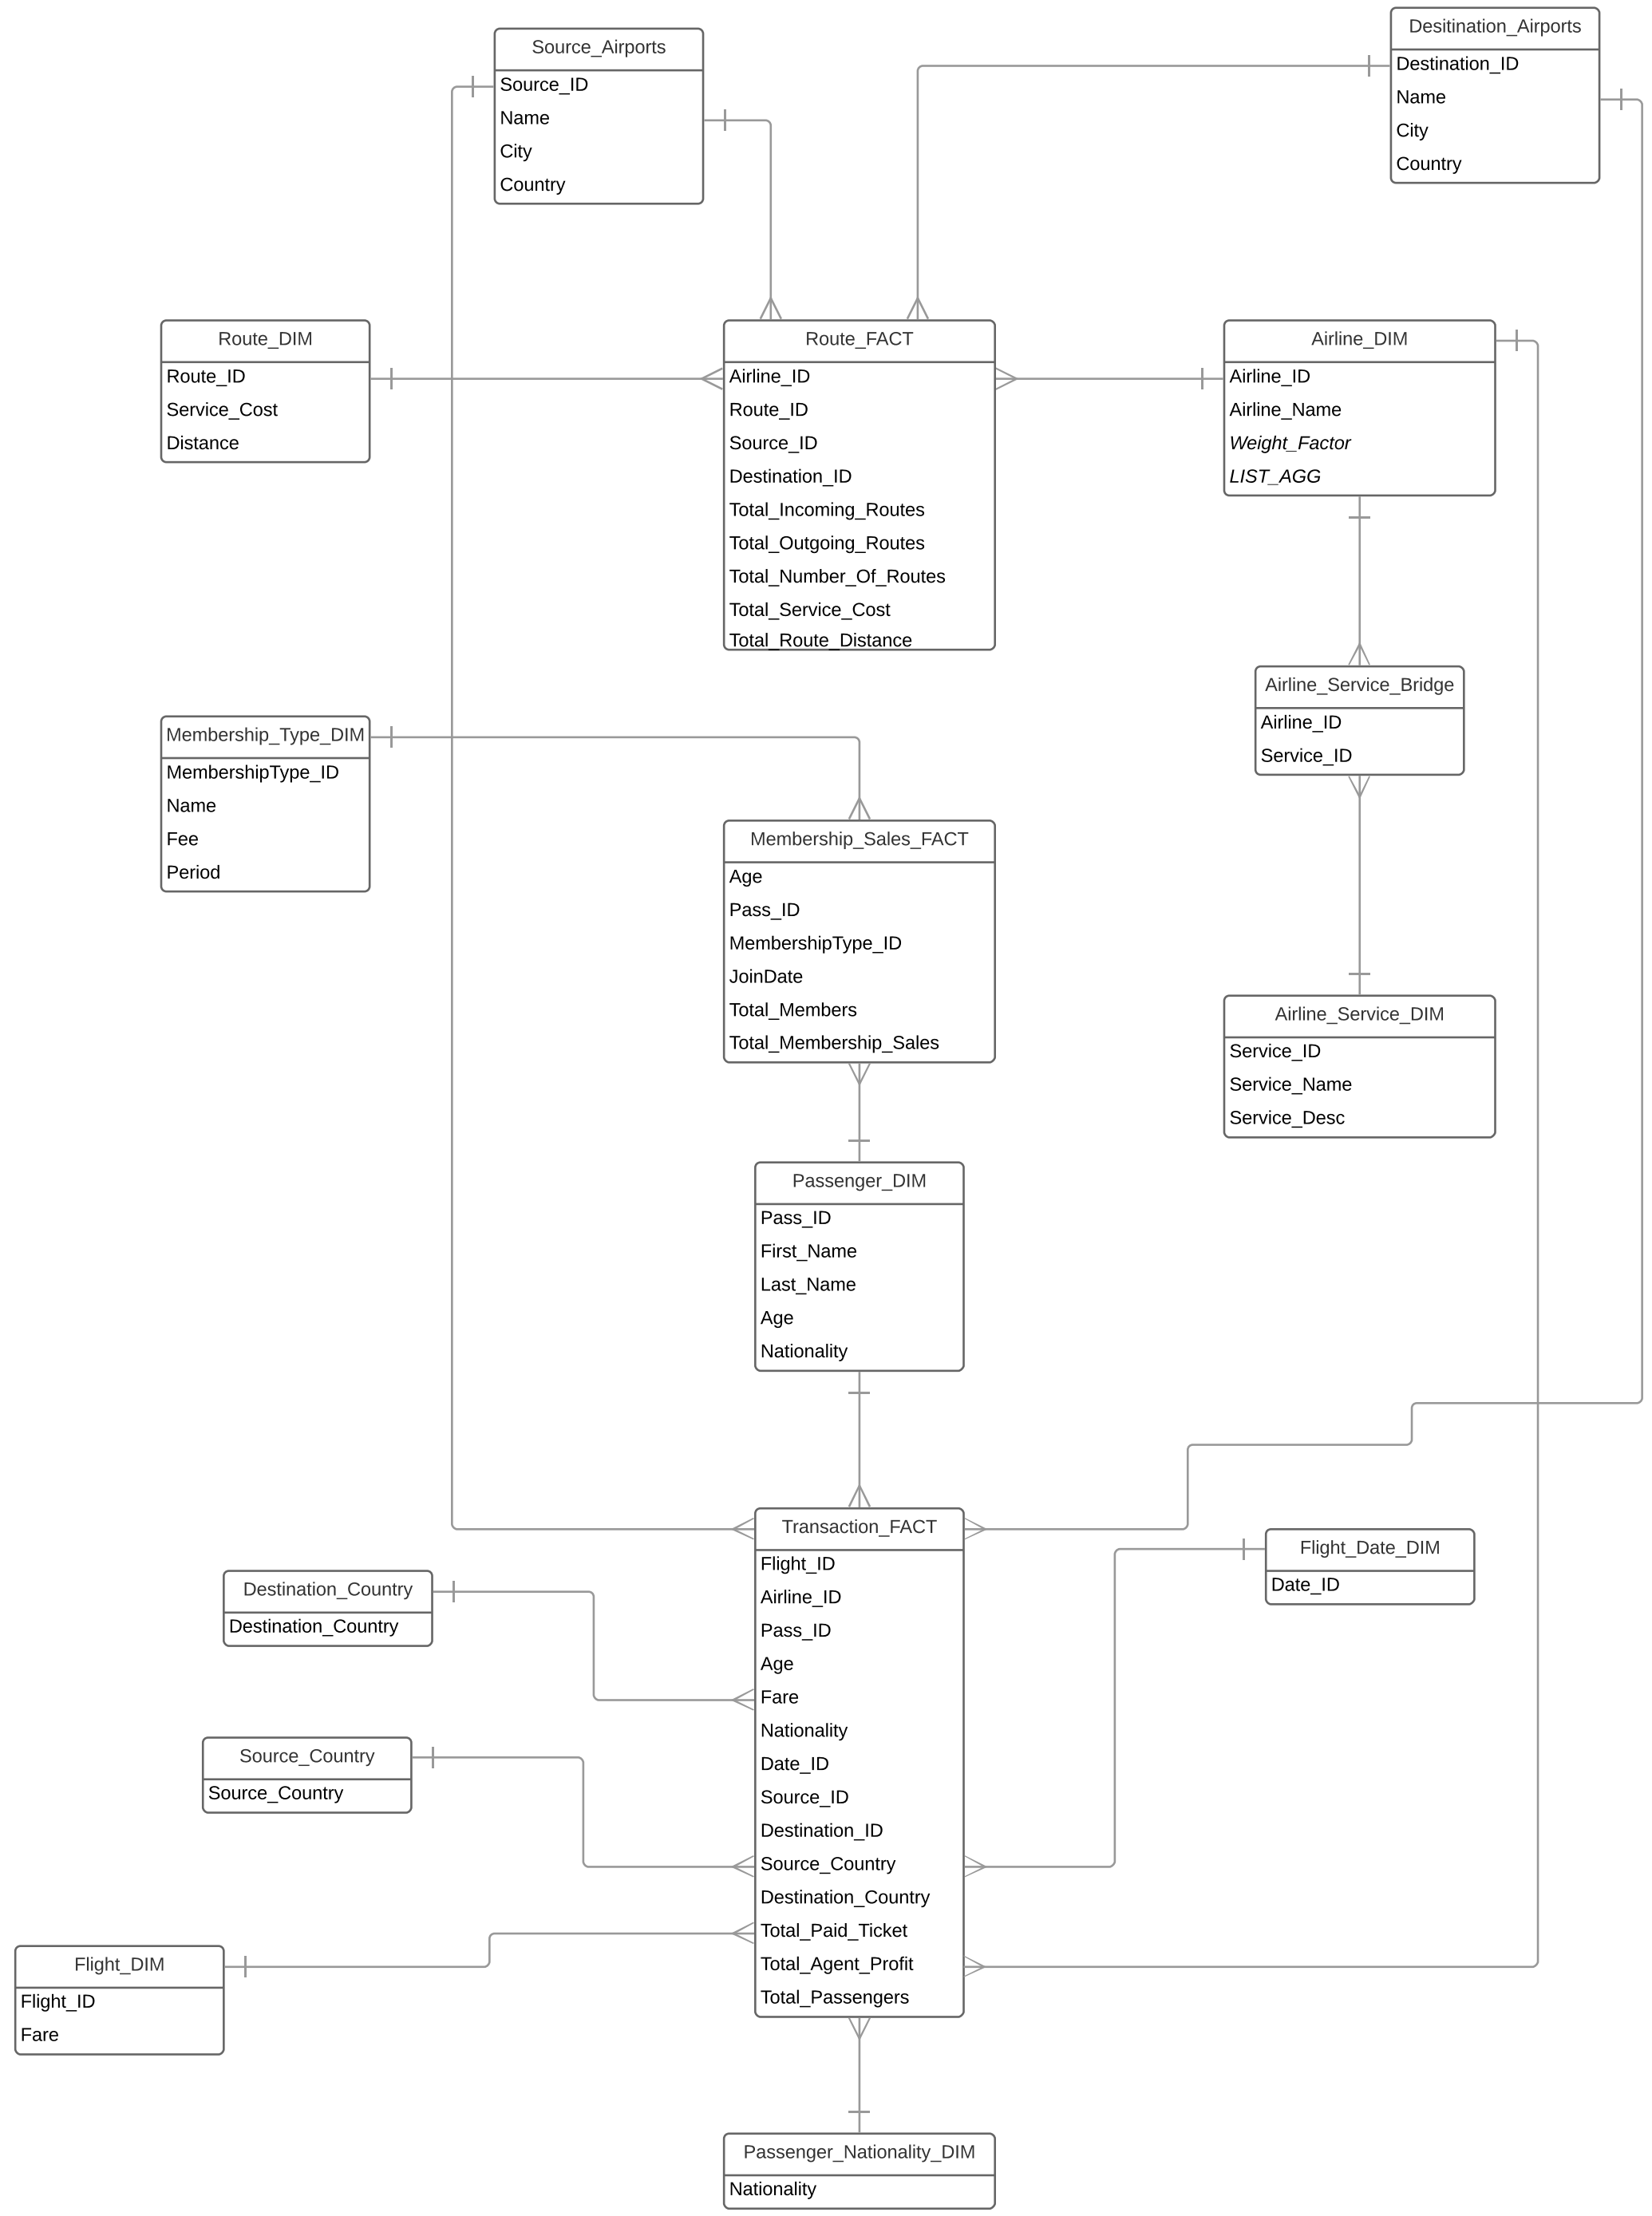 Source_Airports
Source_ID
Name
City
Country
Desitination_Airports
Destination_ID
Name
City
Country
Route_DIM
Route_ID
Service_Cost
Distance
Route_FACT
Airline_ID
Route_ID
Source_ID
Destination_ID
Total_Incoming_Routes
Total_Outgoing_Routes
Total_Number_Of_Routes
Total_Service_Cost
Total_Route_Distance
Airline_DIM
Airline_ID
Airline_Name
Weight_Factor
LIST_AGG
Airline_Service_Bridge
Airline_ID
Service_ID
Membership_Type_DIM
MembershipType_ID
Name
Fee
Period
Membership_Sales_FACT
Age
Pass_ID
MembershipType_ID
JoinDate
Total_Members
Total_Membership_Sales
Airline_Service_DIM
Service_ID
Service_Name
Service_Desc
Passenger_DIM
Pass_ID
First_Name
Last_Name
Age
Nationality
Transaction_FACT
Flight_ID
Airline_ID
Pass_ID
Age
Fare
Nationality
Date_ID
Source_ID
Destination_ID
Source_Country
Destination_Country
Total_Paid_Ticket
Total_Agent_Profit
Total_Passengers
Flight_Date_DIM
Date_ID
Destination_Country
Destination_Country
Source_Country
Source_Country
Flight_DIM
Flight_ID
Fare
Passenger_Nationality_DIM
Nationality